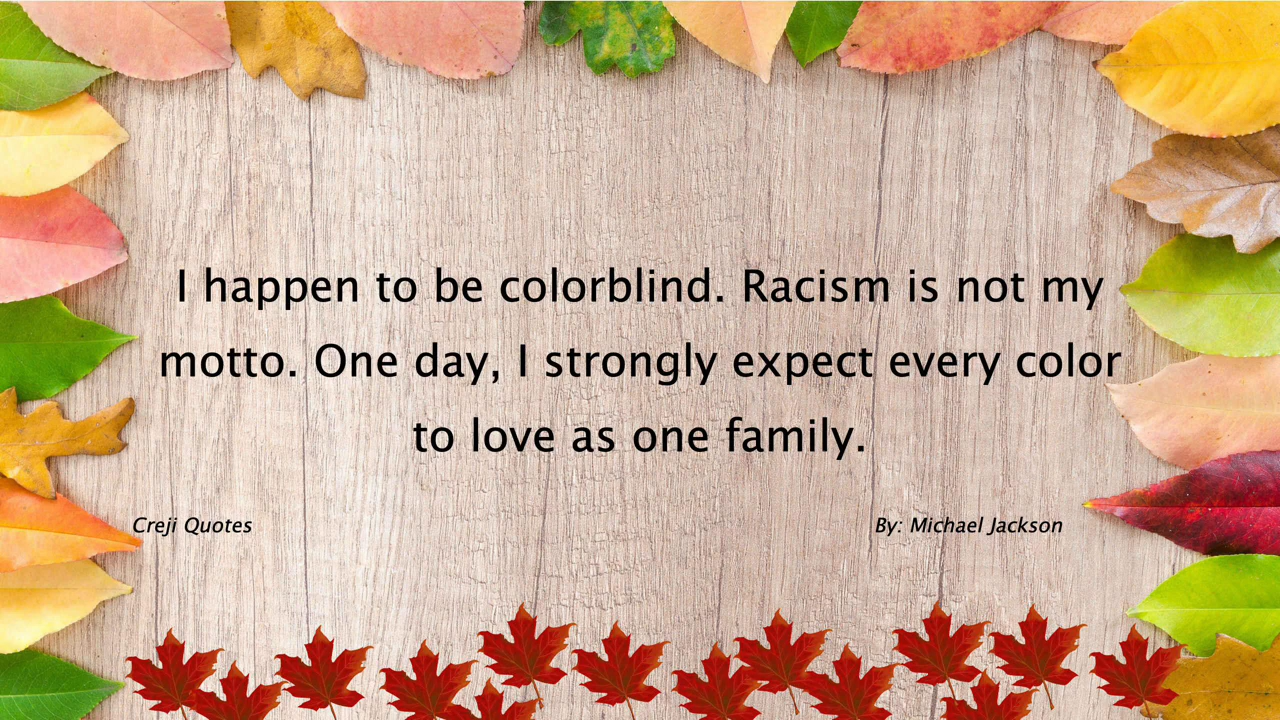 I happen to be colorblind. Racism is not my
motto. One day, I strongly expect every color
to love as one family.
Creji Quotes
By: Michael Jackson